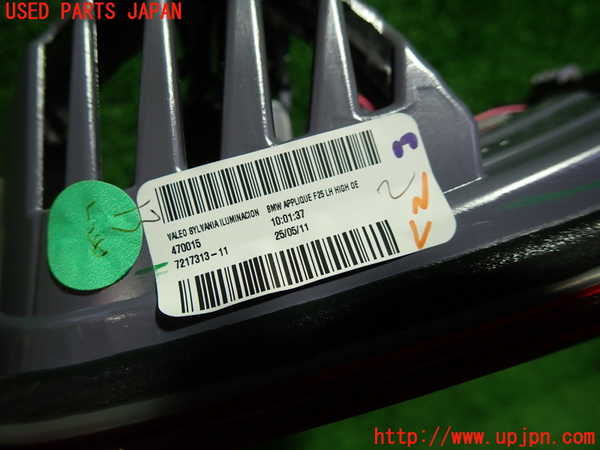 USED PARTS JAPAN
VALEO SYLVANIA ILUMINACION BMW APPLIQUE F25 LH HIGH OE
470015 10:01:37
7217313-11 25/05/11
http://www.upjpn.com/